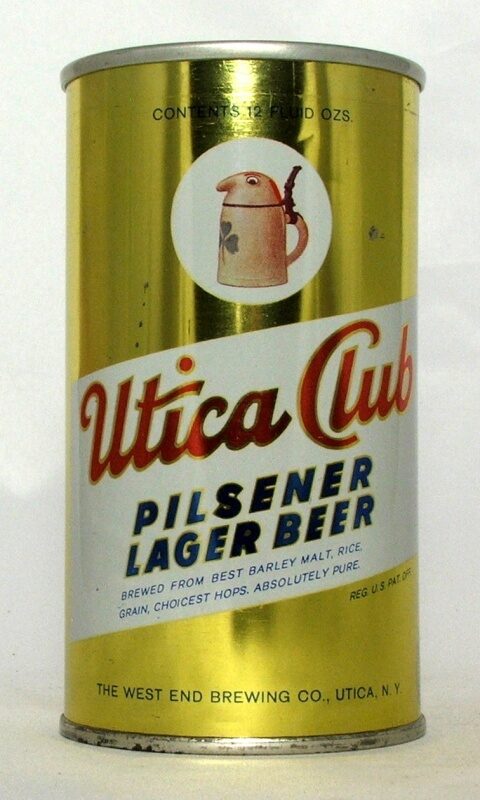 CONTENTS 12 FLUID OZS.
Utica Club
PILSENER
LAGER BEER
BREWED FROM BEST BARLEY MALT, RICE,
GRAIN, CHOICEST HOPS. ABSOLUTELY PURE.
REG. U.S. PAT. OFF.
THE WEST END BREWING CO., UTICA, N.Y.